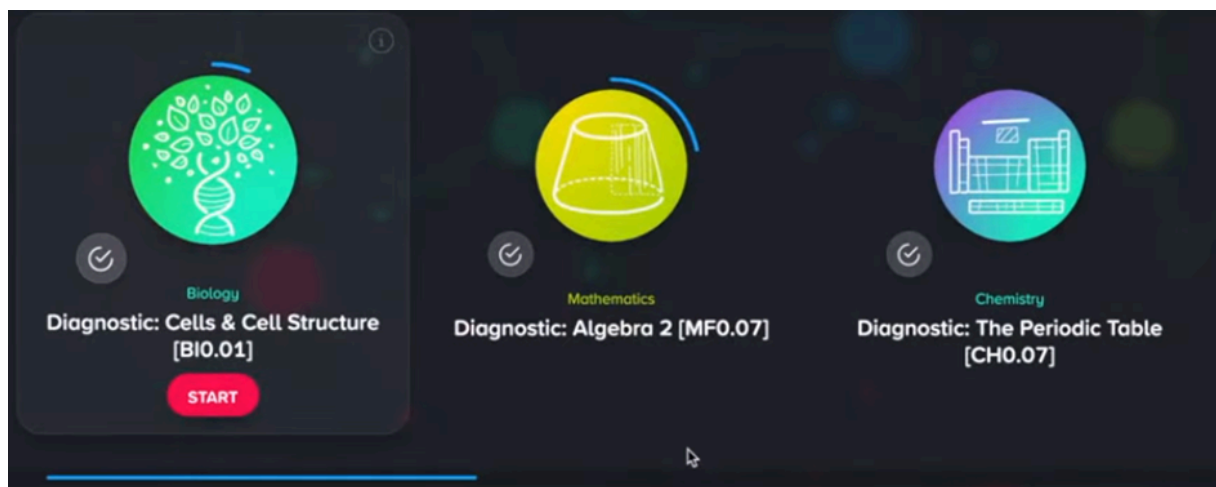 Biology
Diagnostic: Cells & Cell Structure
[BI0.01]
START
Mathematics
Diagnostic: Algebra 2 [MF0.07]
Chemistry
Diagnostic: The Periodic Table
[CH0.07]